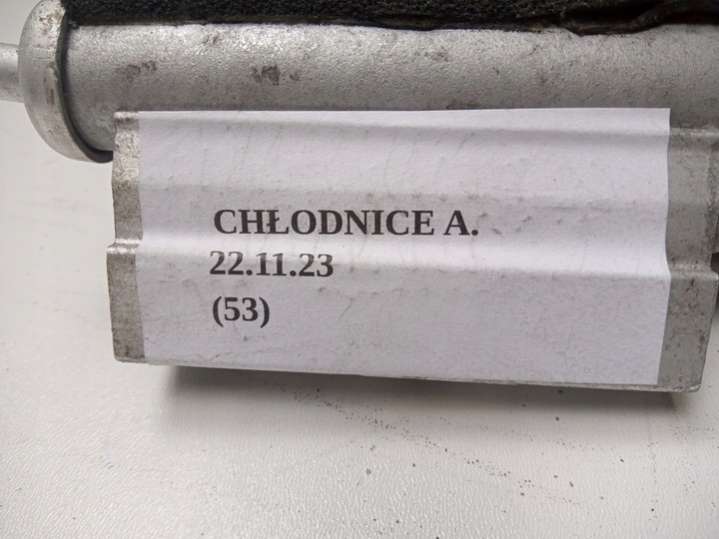 CHŁODNICE A.
22.11.23
(53)